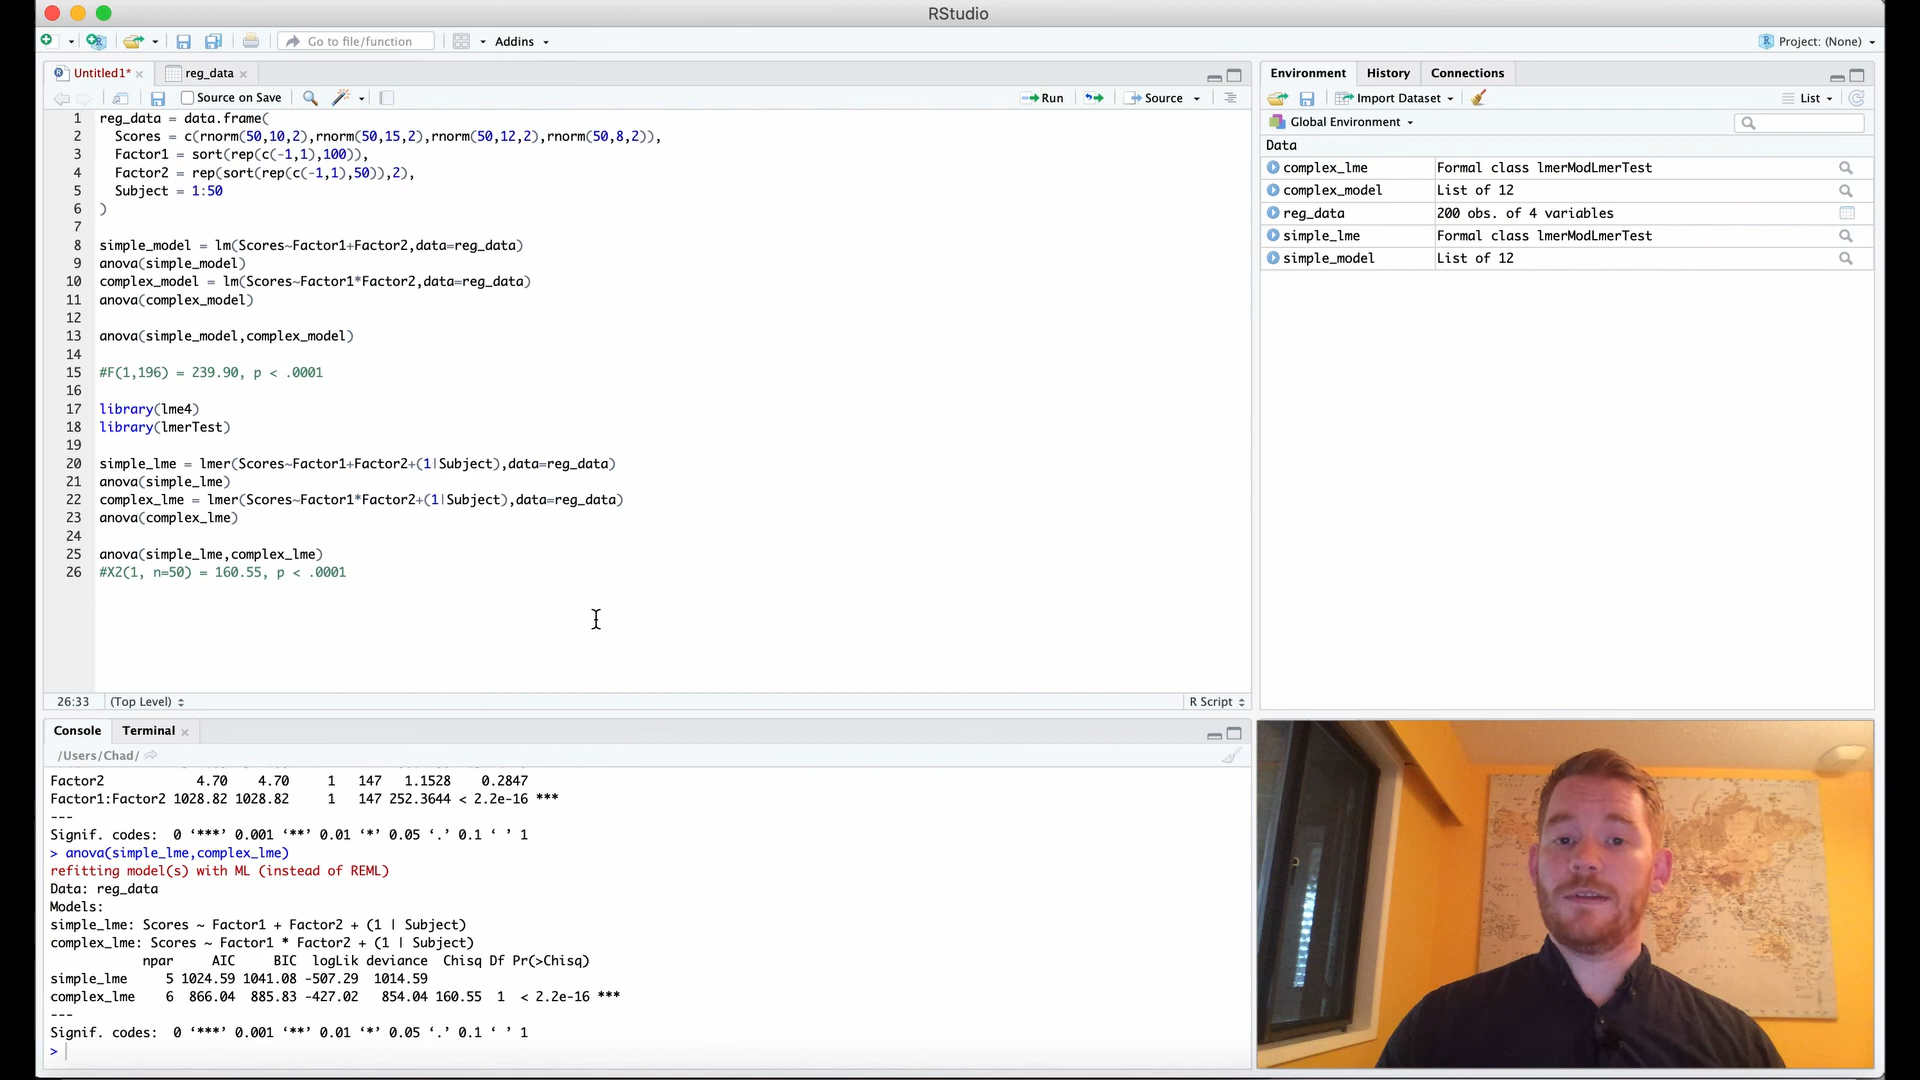 RStudio
Go to file/function
Addins
Project: (None)
Untitled1*
reg_data
Source on Save
Run
Source
1 reg_data = data.frame(
2 Scores = c(rnorm(50,10,2),rnorm(50,15,2),rnorm(50,12,2),rnorm(50,8,2)),
3 Factor1 = sort(rep(c(-1,1),100)),
4 Factor2 = rep(sort(rep(c(-1,1),50)),2),
5 Subject = 1:50
6 )
7
8 simple_model = lm(Scores~Factor1+Factor2,data=reg_data)
9 anova(simple_model)
10 complex_model = lm(Scores~Factor1*Factor2,data=reg_data)
11 anova(complex_model)
12
13 anova(simple_model,complex_model)
14
15 #F(1,196) = 239.90, p < .0001
16
17 library(lme4)
18 library(lmerTest)
19
20 simple_lme = lmer(Scores~Factor1+Factor2+(1|Subject),data=reg_data)
21 anova(simple_lme)
22 complex_lme = lmer(Scores~Factor1*Factor2+(1|Subject),data=reg_data)
23 anova(complex_lme)
24
25 anova(simple_lme,complex_lme)
26 #X2(1, n=50) = 160.55, p < .0001
26:33 (Top Level) R Script
Console Terminal
/Users/Chad/
Factor2 4.70 4.70 1 147 1.1528 0.2847
Factor1:Factor2 1028.82 1028.82 1 147 252.3644 < 2.2e-16 ***
---
Signif. codes: 0 ‘***’ 0.001 ‘**’ 0.01 ‘*’ 0.05 ‘.’ 0.1 ‘ ’ 1
> anova(simple_lme,complex_lme)
refitting model(s) with ML (instead of REML)
Data: reg_data
Models:
simple_lme: Scores ~ Factor1 + Factor2 + (1 | Subject)
complex_lme: Scores ~ Factor1 * Factor2 + (1 | Subject)
npar AIC BIC logLik deviance Chisq Df Pr(>Chisq)
simple_lme 5 1024.59 1041.08 -507.29 1014.59
complex_lme 6 866.04 885.83 -427.02 854.04 160.55 1 < 2.2e-16 ***
---
Signif. codes: 0 ‘***’ 0.001 ‘**’ 0.01 ‘*’ 0.05 ‘.’ 0.1 ‘ ’ 1
>
Environment History Connections
Import Dataset
List
Global Environment
Data
complex_lme Formal class lmerModLmerTest
complex_model List of 12
reg_data 200 obs. of 4 variables
simple_lme Formal class lmerModLmerTest
simple_model List of 12